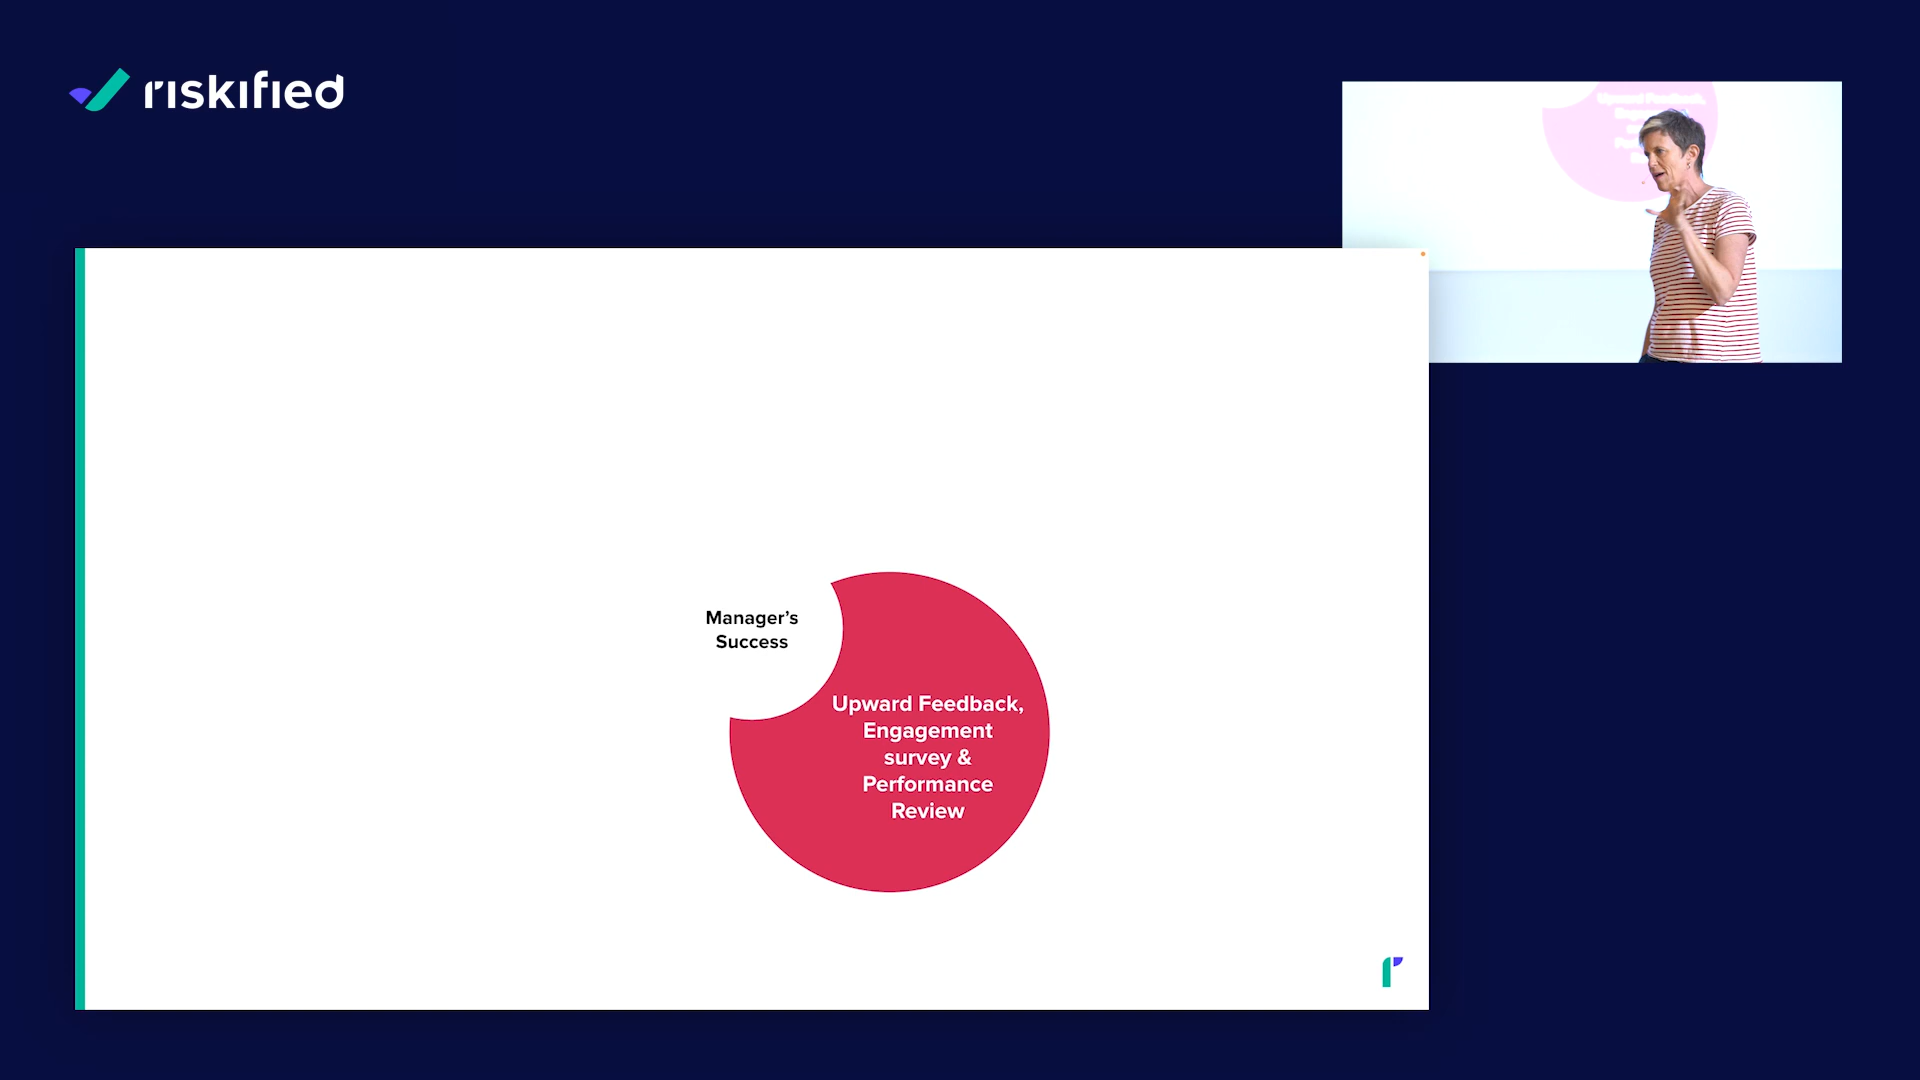 riskified
Manager’s
Success
Upward Feedback,
Engagement
survey &
Performance
Review